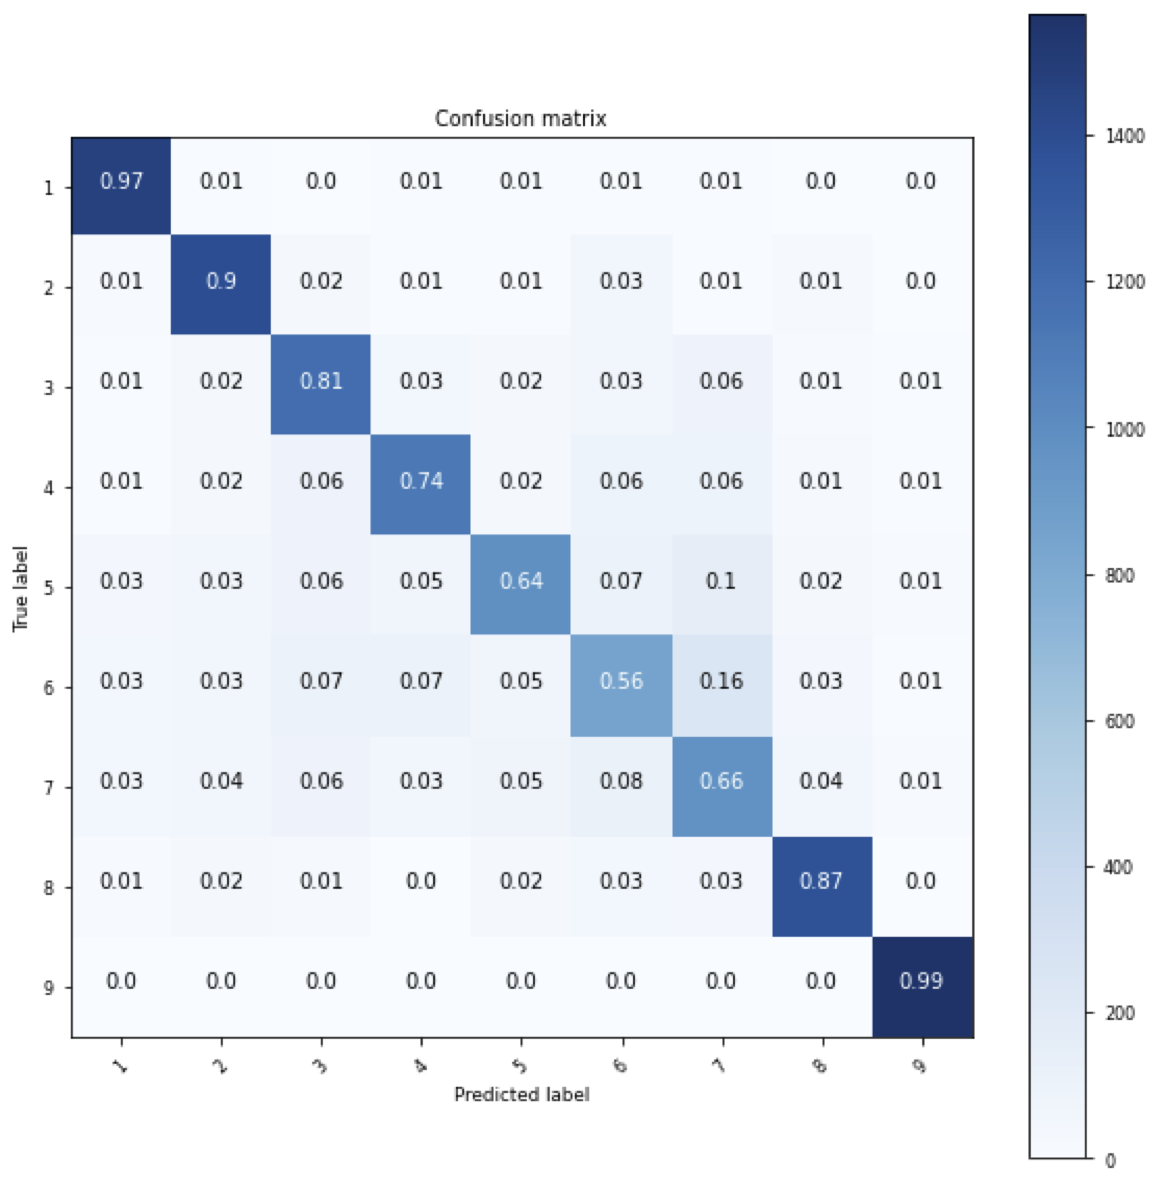 Confusion matrix
1 0.97 0.01 0.0 0.01 0.01 0.01 0.01 0.0 0.0
2 0.01 0.9 0.02 0.01 0.01 0.03 0.01 0.01 0.0
3 0.01 0.02 0.81 0.03 0.02 0.03 0.06 0.01 0.01
4 0.01 0.02 0.06 0.74 0.02 0.06 0.06 0.01 0.01
5 0.03 0.03 0.06 0.05 0.64 0.07 0.1 0.02 0.01
6 0.03 0.03 0.07 0.07 0.05 0.56 0.16 0.03 0.01
7 0.03 0.04 0.06 0.03 0.05 0.08 0.66 0.04 0.01
8 0.01 0.02 0.01 0.0 0.02 0.03 0.03 0.87 0.0
9 0.0 0.0 0.0 0.0 0.0 0.0 0.0 0.0 0.99
1 2 3 4 5 6 7 8 9
Predicted label
True label
1400
1200
1000
800
600
400
200
0